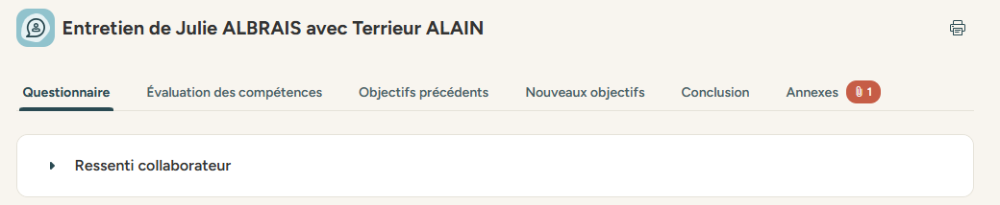 Entretien de Julie ALBRAIS avec Terrieur ALAIN
Questionnaire Évaluation des compétences Objectifs précédents Nouveaux objectifs Conclusion Annexes 1
Ressenti collaborateur